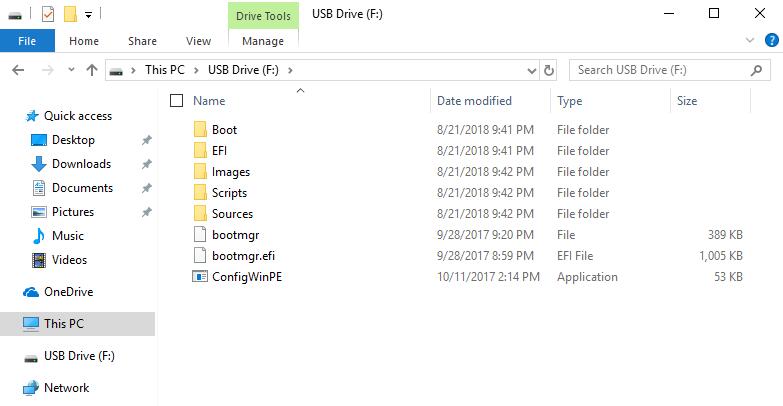 Drive Tools USB Drive (F:)
File Home Share View Manage
This PC USB Drive (F:) Search USB Drive (F:)
Name Date modified Type Size
Quick access
Desktop
Downloads
Documents
Pictures
Music
Videos
OneDrive
This PC
USB Drive (F:)
Network
Boot 8/21/2018 9:41 PM File folder
EFI 8/21/2018 9:41 PM File folder
Images 8/21/2018 9:42 PM File folder
Scripts 8/21/2018 9:42 PM File folder
Sources 8/21/2018 9:42 PM File folder
bootmgr 9/28/2017 9:20 PM File 389 KB
bootmgr.efi 9/28/2017 8:59 PM EFI File 1,005 KB
ConfigWinPE 10/11/2017 2:14 PM Application 53 KB